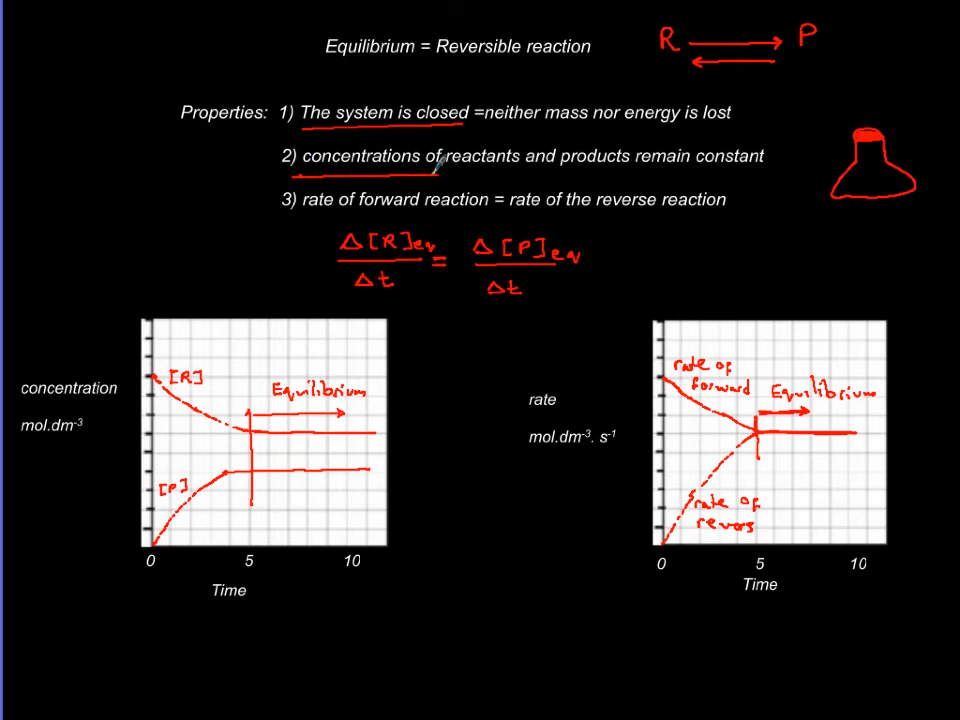 Equilibrium = Reversible reaction
R ⇄ P
Properties: 1) The system is closed =neither mass nor energy is lost
2) concentrations of reactants and products remain constant
3) rate of forward reaction = rate of the reverse reaction
Δ[R]eq / Δt = Δ[P]eq / Δt
concentration
mol.dm-3
[R]
Equilibrium
[P]
0 5 10
Time
rate
mol.dm-3. s-1
rate of
forward
Equilibrium
rate of
revers
0 5 10
Time